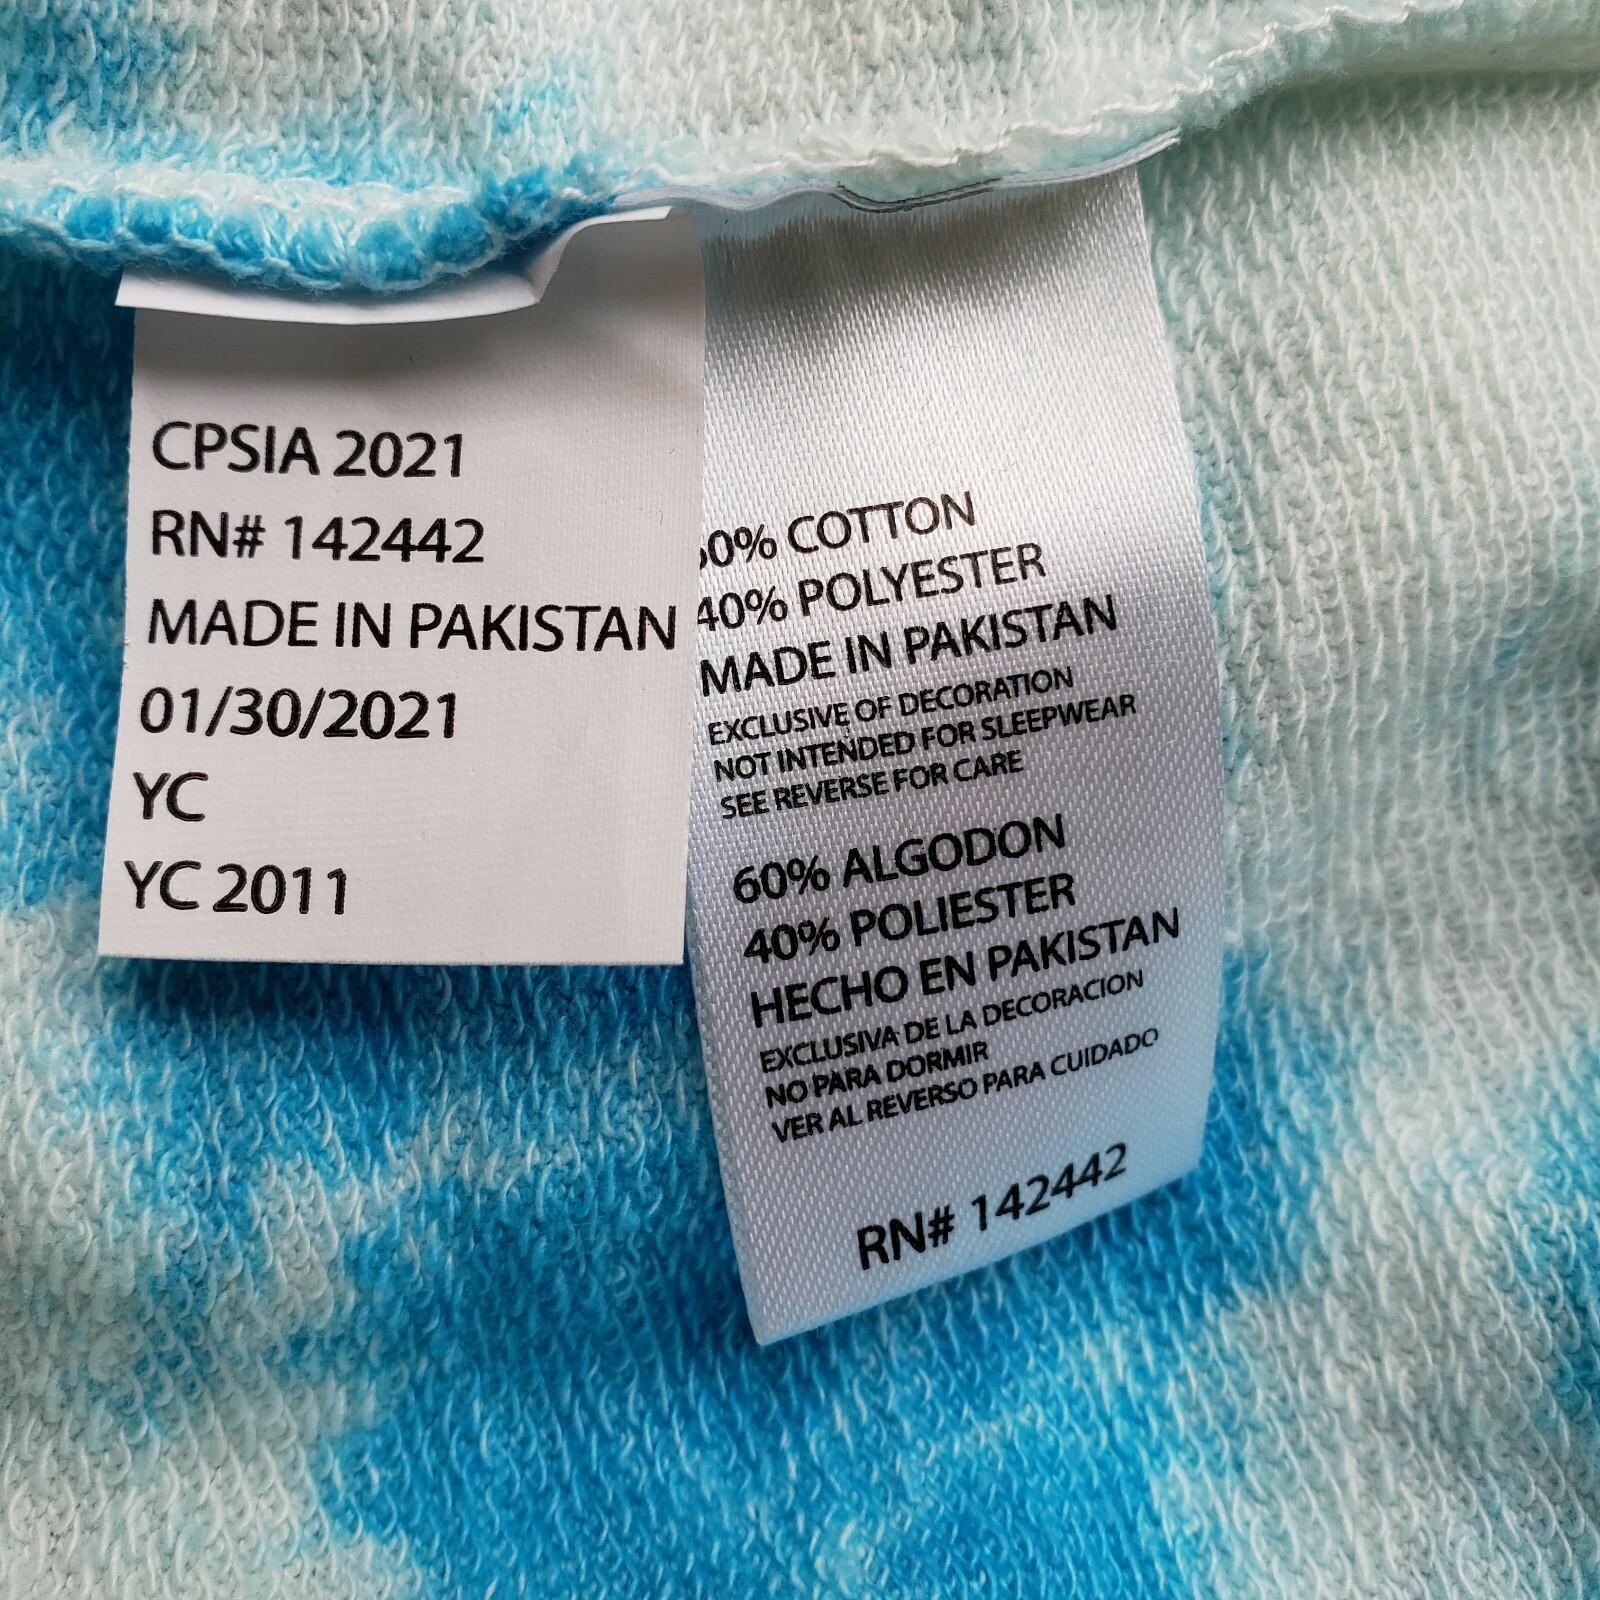 CPSIA 2021
RN# 142442
MADE IN PAKISTAN
01/30/2021
YC
YC 2011
60% COTTON
40% POLYESTER
MADE IN PAKISTAN
EXCLUSIVE OF DECORATION
NOT INTENDED FOR SLEEPWEAR
SEE REVERSE FOR CARE
60% ALGODON
40% POLIESTER
HECHO EN PAKISTAN
EXCLUSIVA DE LA DECORACION
NO PARA DORMIR
VER AL REVERSO PARA CUIDADO
RN# 142442